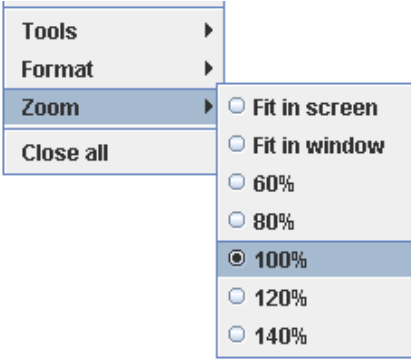 Tools
Format
Zoom
Close all
Fit in screen
Fit in window
60%
80%
100%
120%
140%